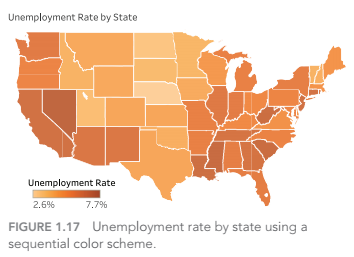 Unemployment Rate by State
Unemployment Rate
2.6% 7.7%
FIGURE 1.17 Unemployment rate by state using a
sequential color scheme.